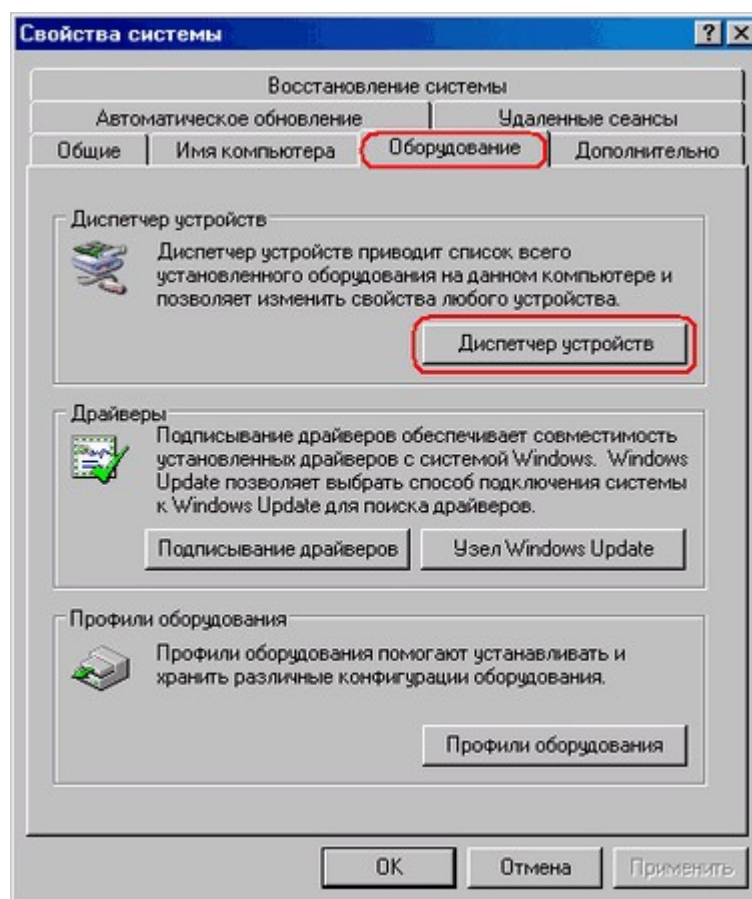 Свойства системы
Восстановление системы
Автоматическое обновление
Удаленные сеансы
Общие
Имя компьютера
Оборудование
Дополнительно
Диспетчер устройств
Диспетчер устройств приводит список всего
установленного оборудования на данном компьютере и
позволяет изменить свойства любого устройства.
Диспетчер устройств
Драйверы
Подписывание драйверов обеспечивает совместимость
установленных драйверов с системой Windows. Windows
Update позволяет выбрать способ подключения системы
к Windows Update для поиска драйверов.
Подписывание драйверов
Узел Windows Update
Профили оборудования
Профили оборудования помогают устанавливать и
хранить различные конфигурации оборудования.
Профили оборудования
OK
Отмена
Применить